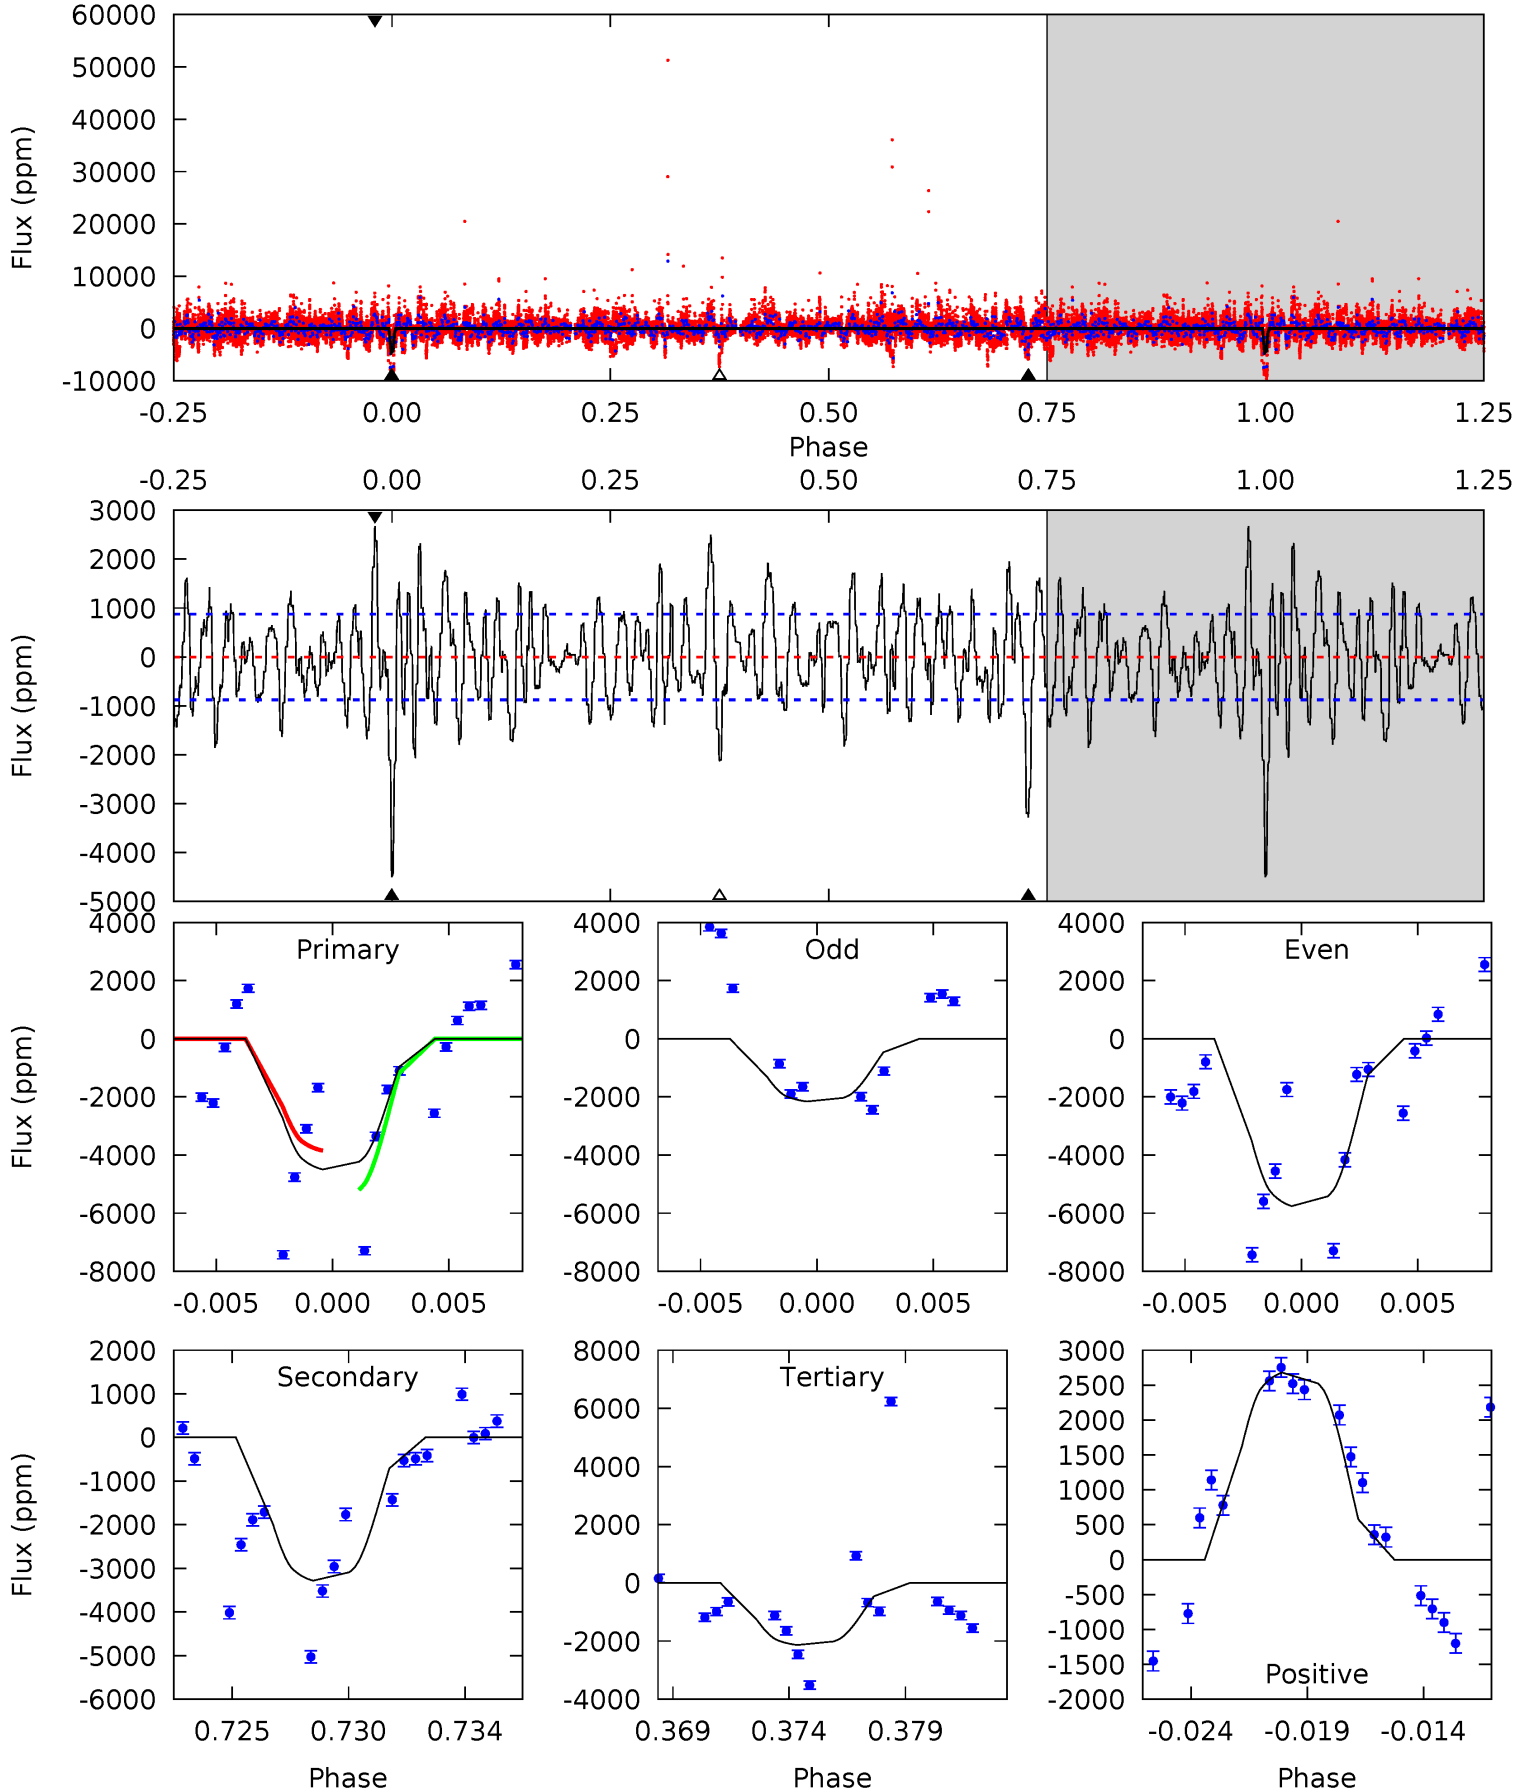 60000
50000
40000
30000
20000
10000
0
-10000
Flux (ppm)
-0.25 0.00 0.25 0.50 0.75 1.00 1.25
Phase
-0.25 0.00 0.25 0.50 0.75 1.00 1.25
3000
2000
1000
0
-1000
-2000
-3000
-4000
-5000
Flux (ppm)
Primary
4000
2000
0
-2000
-4000
-6000
-8000
Flux (ppm)
-0.005 0.000 0.005
Odd
4000
2000
0
-2000
-4000
-6000
-8000
-0.005 0.000 0.005
Even
4000
2000
0
-2000
-4000
-6000
-8000
-0.005 0.000 0.005
Secondary
2000
1000
0
-1000
-2000
-3000
-4000
-5000
-6000
Flux (ppm)
0.725 0.730 0.734
Phase
Tertiary
8000
6000
4000
2000
0
-2000
-4000
0.369 0.374 0.379
Phase
Positive
3000
2500
2000
1500
1000
500
0
-500
-1000
-1500
-2000
-0.024 -0.019 -0.014
Phase